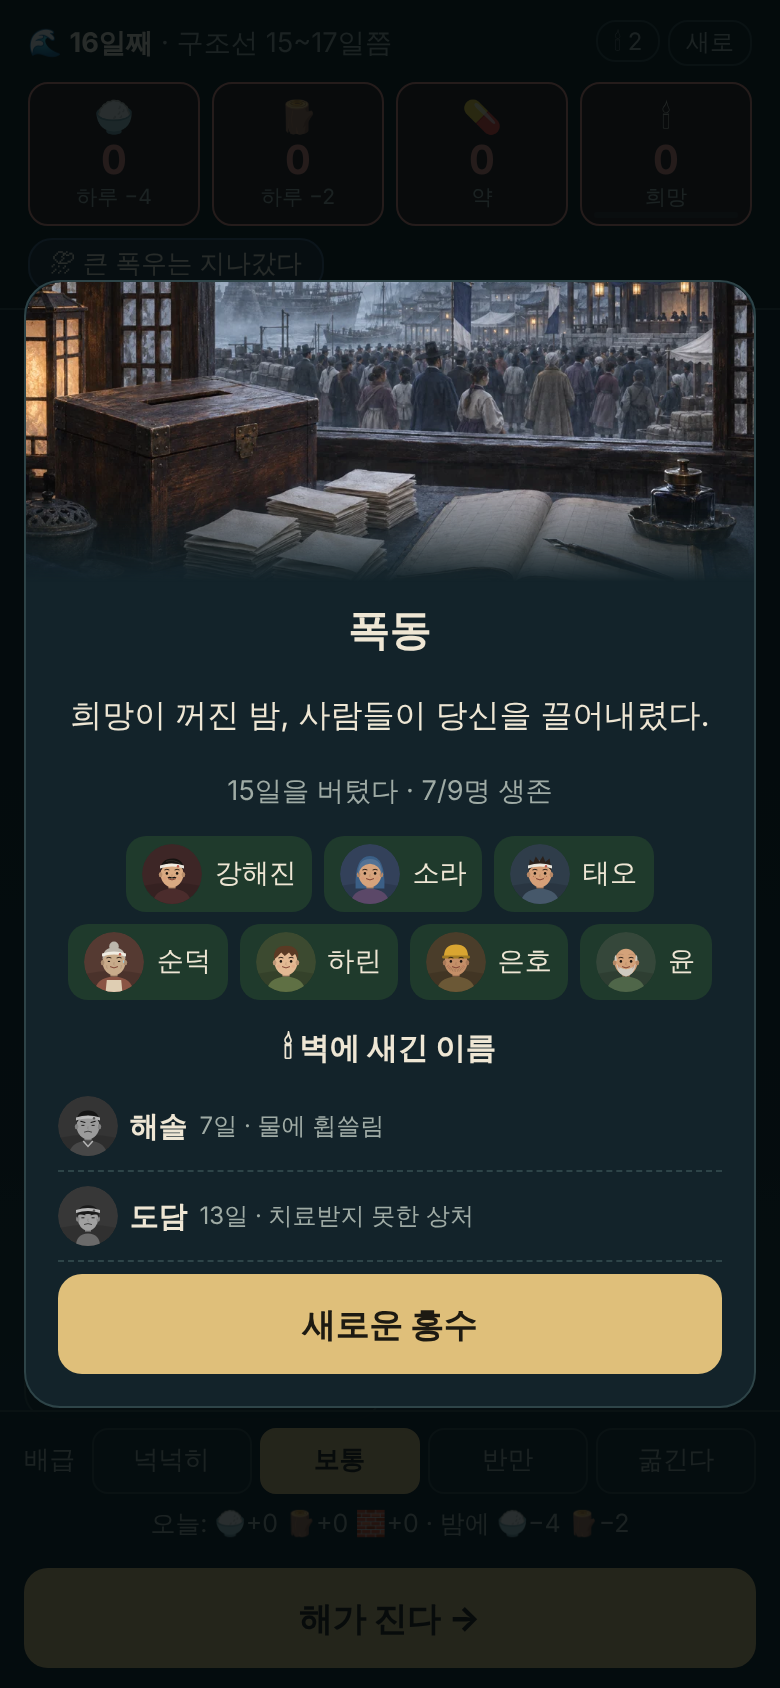 16일째 · 구조선 15~17일쯤
2
새로
0
하루 −4
0
하루 −2
0
약
0
희망
큰 폭우는 지나갔다
폭동
희망이 꺼진 밤, 사람들이 당신을 끌어내렸다.
15일을 버텼다 · 7/9명 생존
강해진
소라
태오
순덕
하린
은호
윤
벽에 새긴 이름
해솔 7일 · 물에 휩쓸림
도담 13일 · 치료받지 못한 상처
새로운 홍수
배급
넉넉히
보통
반만
굶긴다
오늘: 🍚+0 🪵+0 🧱+0 · 밤에 🍚−4 🪵−2
해가 진다 →